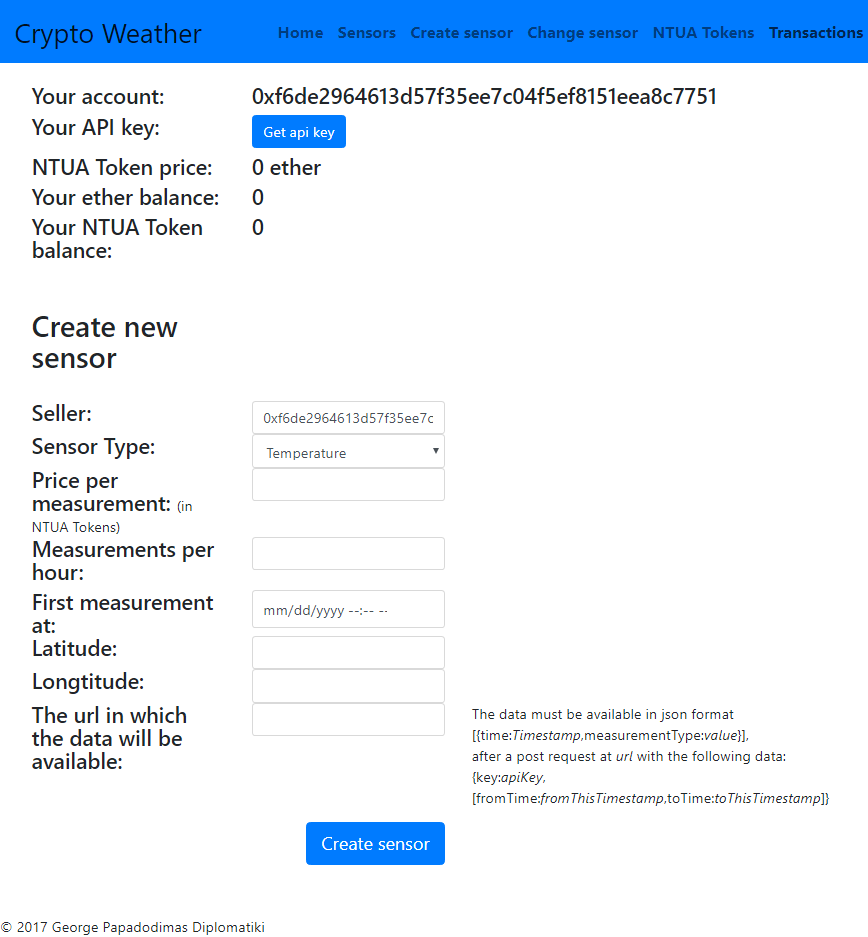 Crypto Weather Home Sensors Create sensor Change sensor NTUA Tokens Transactions
Your account: 0xf6de2964613d57f35ee7c04f5ef8151eea8c7751
Your API key: Get api key
NTUA Token price: 0 ether
Your ether balance: 0
Your NTUA Token 0
balance:
Create new
sensor
Seller: 0xf6de2964613d57f35ee7c
Sensor Type: Temperature
Price per
measurement: (in
NTUA Tokens)
Measurements per
hour:
First measurement
at:
mm/dd/yyyy --:-- --
Latitude:
Longtitude:
The url in which
the data will be
available:
The data must be available in json format
[{time:Timestamp,measurementType:value}],
after a post request at url with the following data:
{key:apiKey,
[fromTime:fromThisTimestamp,toTime:toThisTimestamp]}
Create sensor
© 2017 George Papadodimas Diplomatiki